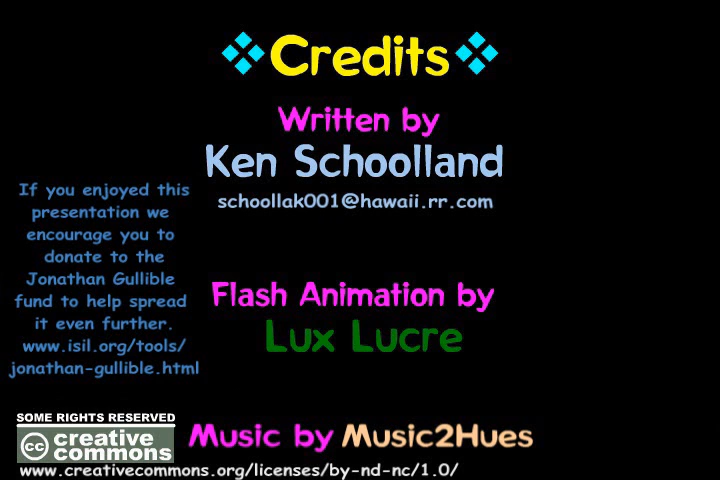 Credits
Written by
Ken Schoolland
schoollak001@hawaii.rr.com
If you enjoyed this
presentation we
encourage you to
donate to the
Jonathan Gullible
fund to help spread
it even further.
www.isil.org/tools/
jonathan-gullible.html
Flash Animation by
Lux Lucre
SOME RIGHTS RESERVED
cc creative
commons
Music by Music2Hues
www.creativecommons.org/licenses/by-nd-nc/1.0/